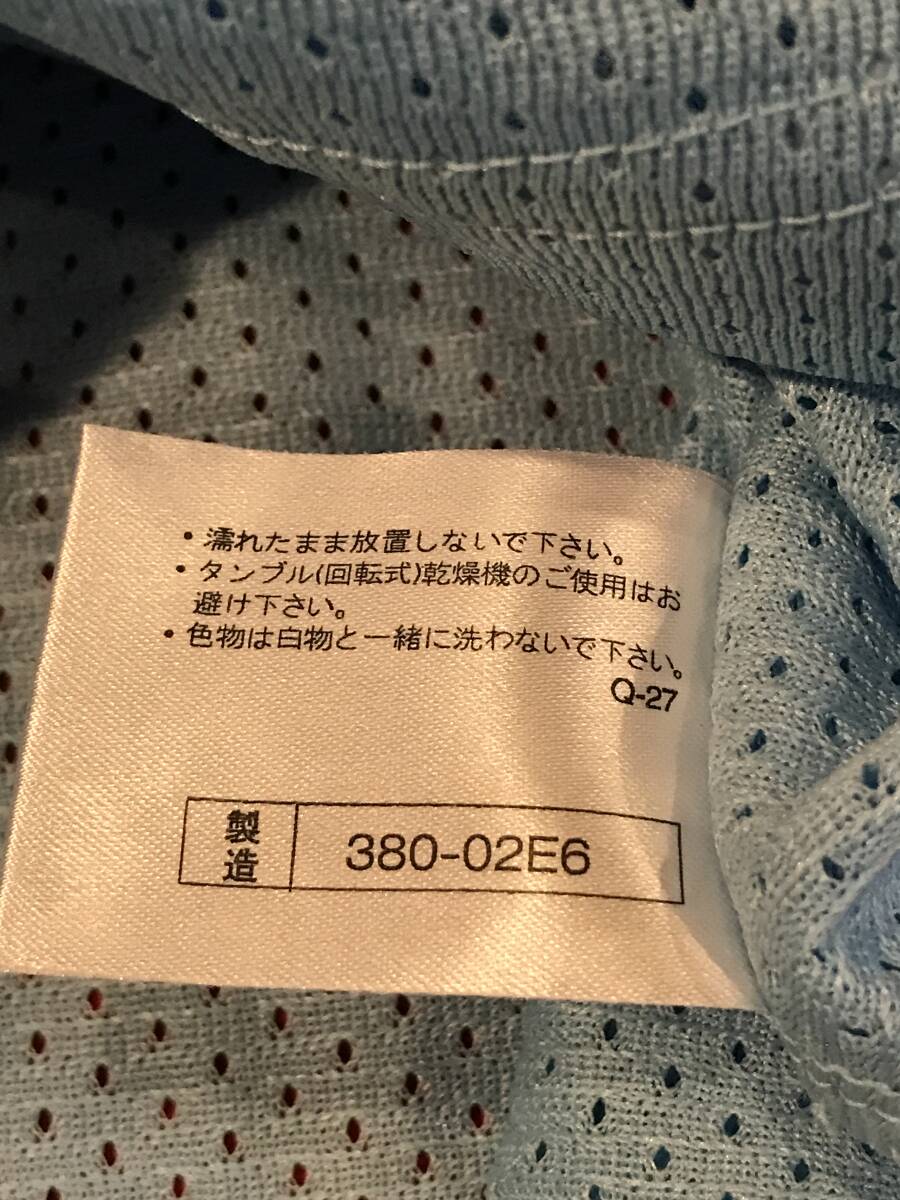 ・濡れたまま放置しないで下さい。
・タンブル(回転式)乾燥機のご使用はお
避け下さい。
・色物は白物と一緒に洗わないで下さい。
Q-27
製造
380-02E6